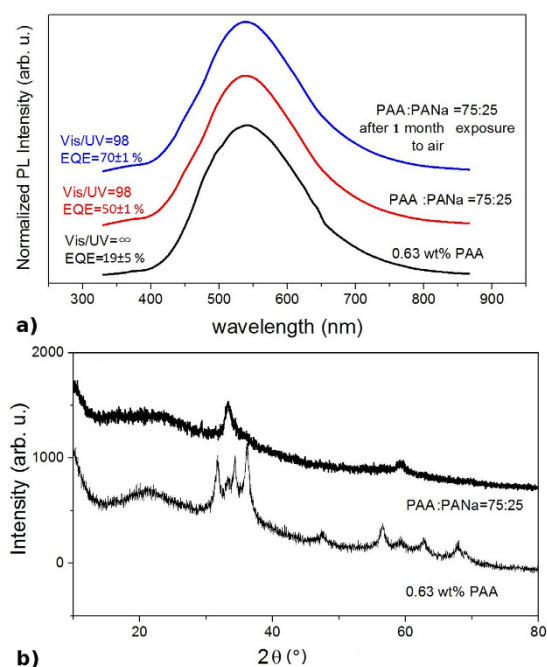 Normalized PL Intensity (arb. u.)
Vis/UV=98
EQE=70±1 %
PAA:PANa =75:25
after 1 month exposure
to air
Vis/UV=98
EQE=50±1 %
PAA :PANa =75:25
Vis/UV=∞
EQE=19±5 %
0.63 wt% PAA
300 400 500 600 700 800 900
wavelength (nm)
a)
Intensity (arb. u.)
2000
1000
0
PAA:PANa=75:25
0.63 wt% PAA
20 40 60 80
2θ (°)
b)